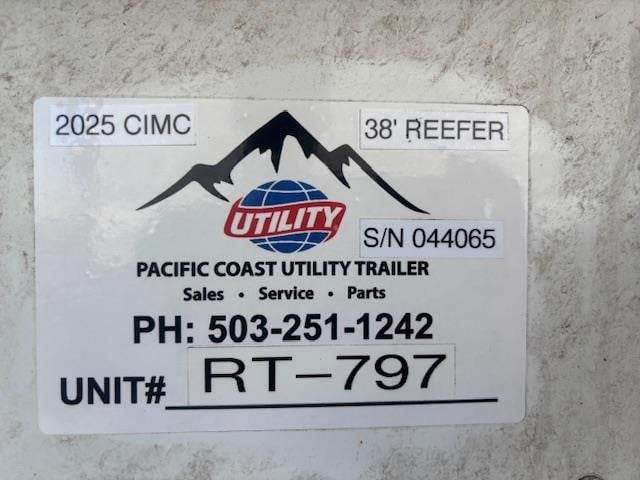 2025 CIMC
38' REEFER
UTILITY
S/N 044065
PACIFIC COAST UTILITY TRAILER
Sales • Service • Parts
PH: 503-251-1242
UNIT# RT-797